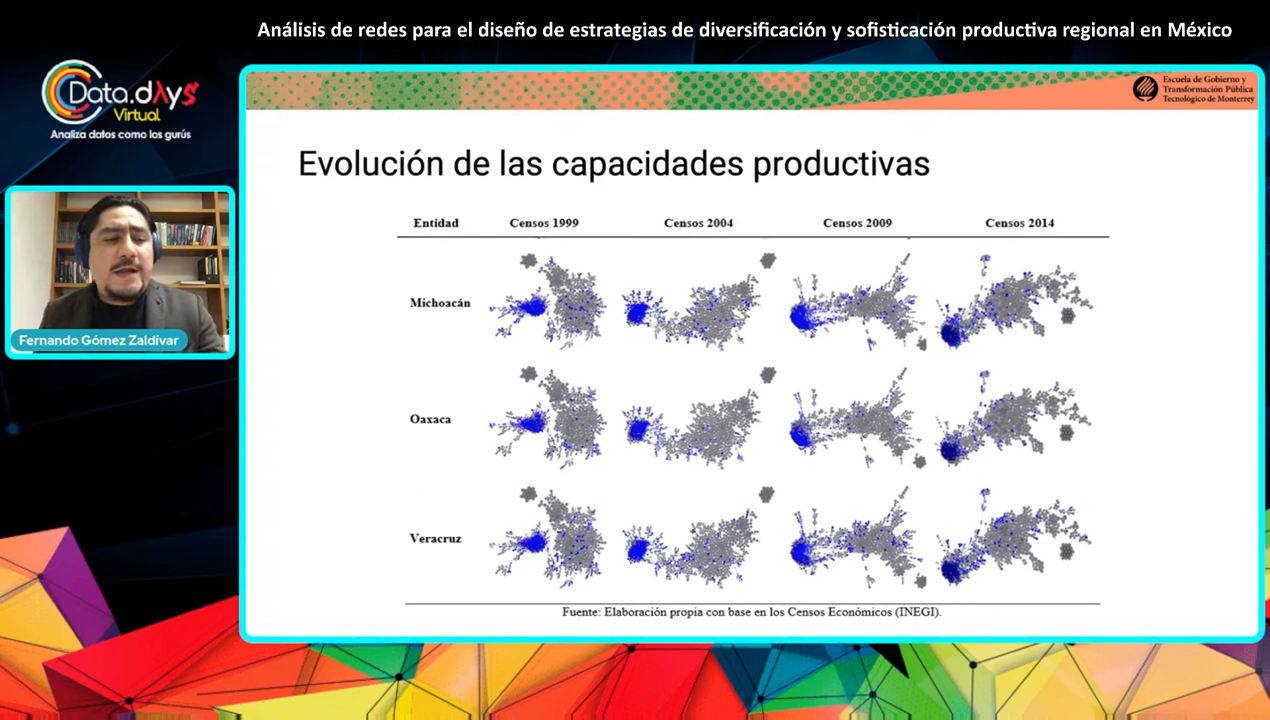 Análisis de redes para el diseño de estrategias de diversificación y sofisticación productiva regional en México
Data.dλys
Virtual
Analiza datos como los gurús
Escuela de Gobierno y
Transformación Pública
Tecnológico de Monterrey
Evolución de las capacidades productivas
Entidad Censos 1999 Censos 2004 Censos 2009 Censos 2014
Michoacán
Fernando Gómez Zaldívar
Oaxaca
Veracruz
Fuente: Elaboración propia con base en los Censos Económicos (INEGI).